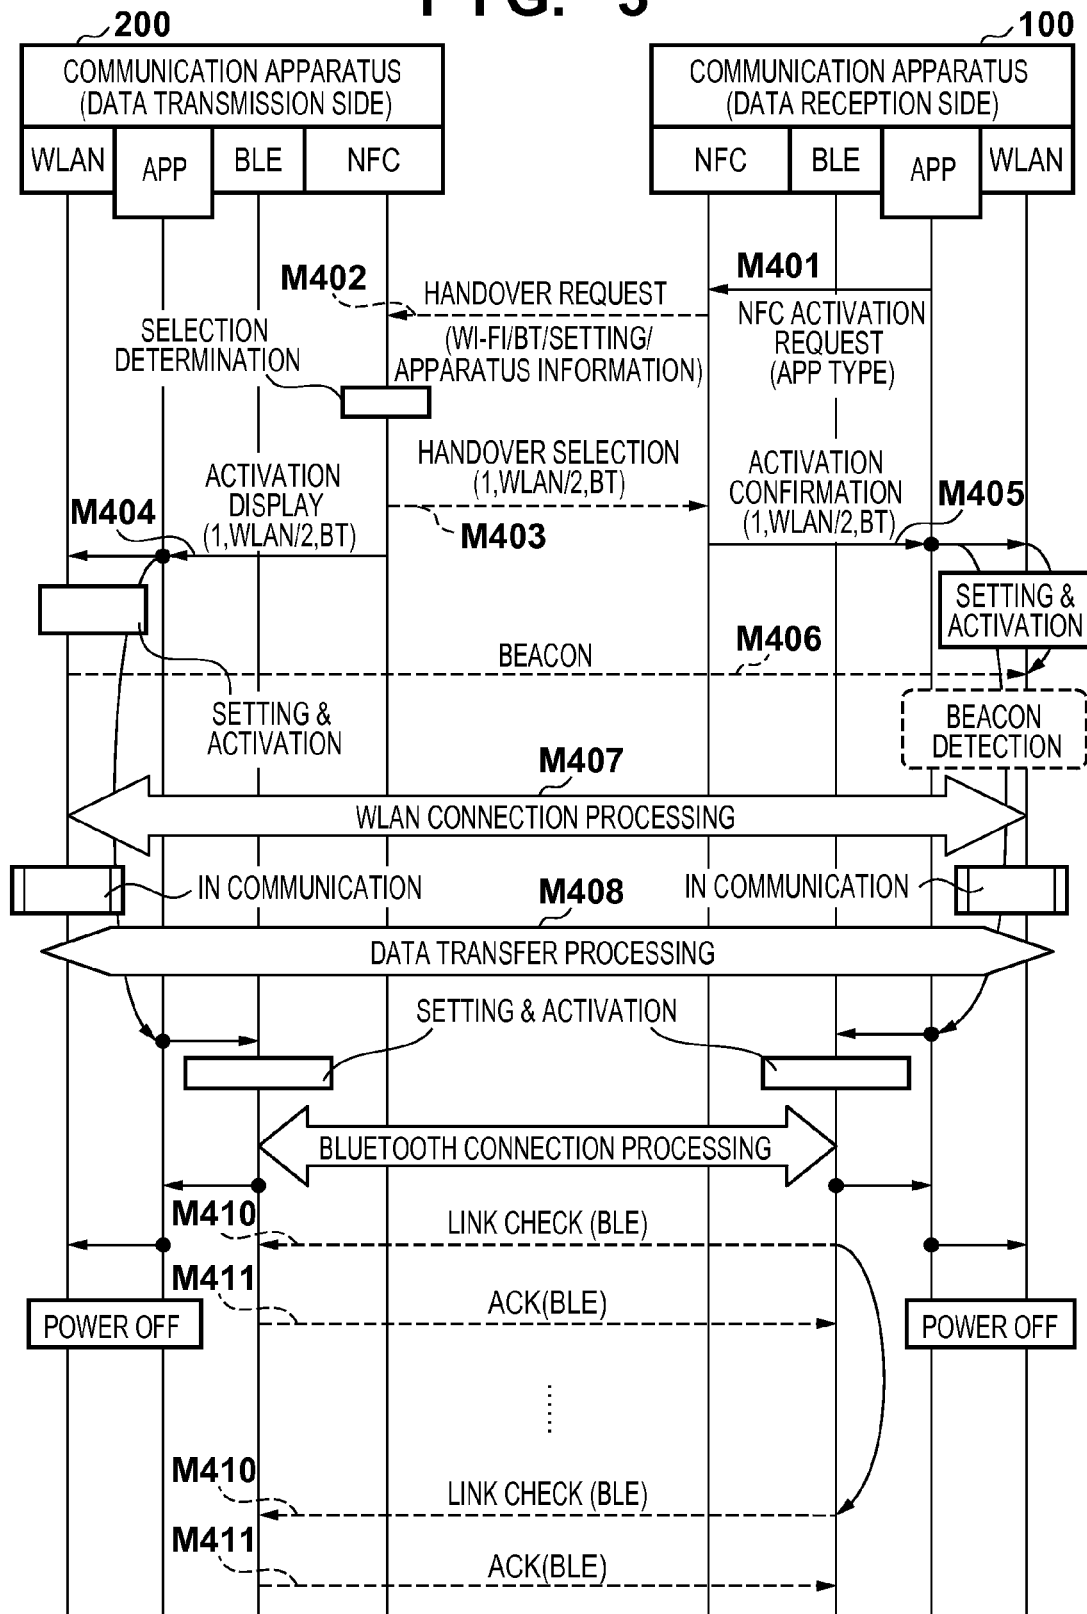 FIG. 5
200
100
COMMUNICATION APPARATUS
(DATA TRANSMISSION SIDE)
COMMUNICATION APPARATUS
(DATA RECEPTION SIDE)
WLAN
APP
BLE
NFC
NFC
BLE
APP
WLAN
M401
M402
HANDOVER REQUEST
(WI-FI/BT/SETTING/
APPARATUS INFORMATION)
NFC ACTIVATION
REQUEST
(APP TYPE)
SELECTION
DETERMINATION
HANDOVER SELECTION
(1,WLAN/2,BT)
M403
ACTIVATION
DISPLAY
(1,WLAN/2,BT)
M404
ACTIVATION
CONFIRMATION
(1,WLAN/2,BT)
M405
SETTING &
ACTIVATION
M406
BEACON
SETTING &
ACTIVATION
BEACON
DETECTION
M407
WLAN CONNECTION PROCESSING
IN COMMUNICATION
IN COMMUNICATION
M408
DATA TRANSFER PROCESSING
SETTING & ACTIVATION
BLUETOOTH CONNECTION PROCESSING
M410
LINK CHECK (BLE)
M411
ACK(BLE)
POWER OFF
POWER OFF
M410
LINK CHECK (BLE)
M411
ACK(BLE)